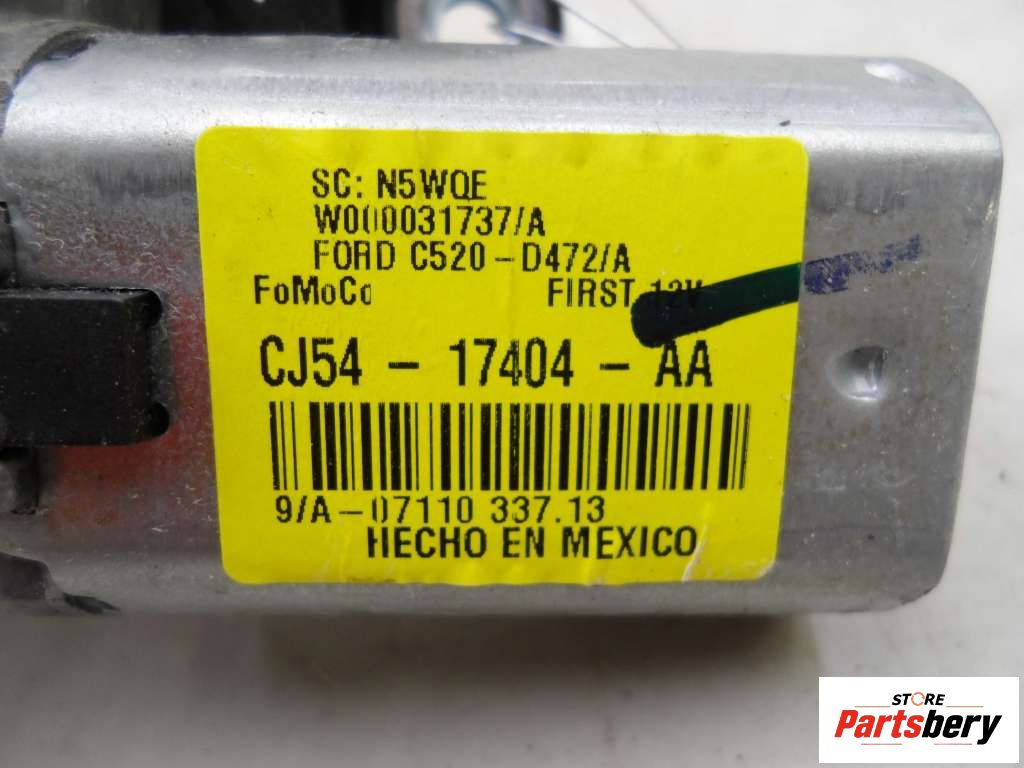 SC: N5WQE
W000031737/A
FORD C520-D472/A
FoMoCo FIRST 12V
CJ54 - 17404 - AA
9/A-07110 337.13
HECHO EN MEXICO
STORE
Partsbery